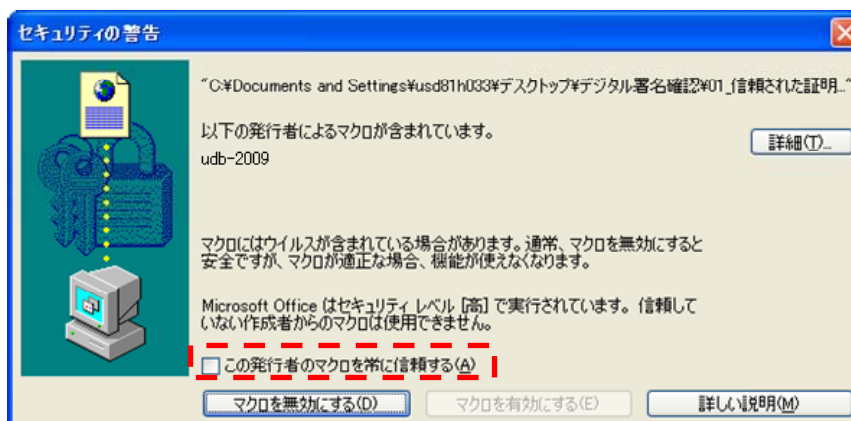 セキュリティの警告
"C:¥Documents and Settings¥usd81h033¥デスクトップ¥デジタル署名確認¥01_信頼された証明..."
以下の発行者によるマクロが含まれています。
詳細(T)...
udb-2009
マクロにはウイルスが含まれている場合があります。通常、マクロを無効にすると
安全ですが、マクロが適正な場合、機能が使えなくなります。
Microsoft Office はセキュリティ レベル [高] で実行されています。信頼して
いない作成者からのマクロは使用できません。
この発行者のマクロを常に信頼する(A)
マクロを無効にする(D) マクロを有効にする(E) 詳しい説明(M)